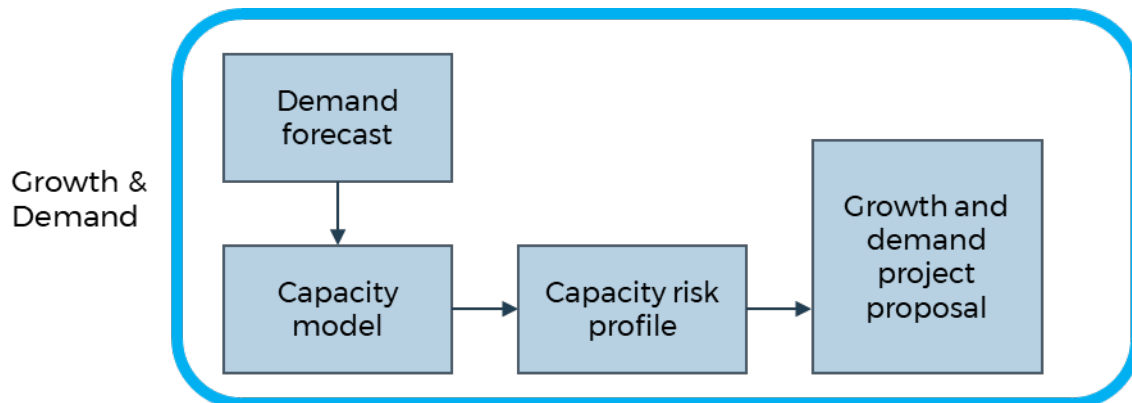 Growth &
Demand
Demand
forecast
Capacity
model
Capacity risk
profile
Growth and
demand
project
proposal